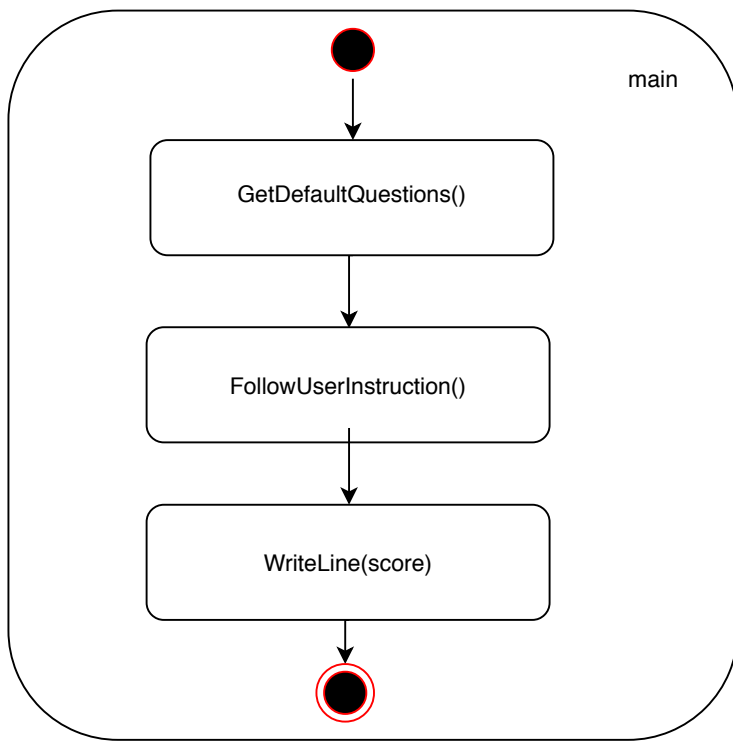 main
GetDefaultQuestions()
FollowUserInstruction()
WriteLine(score)